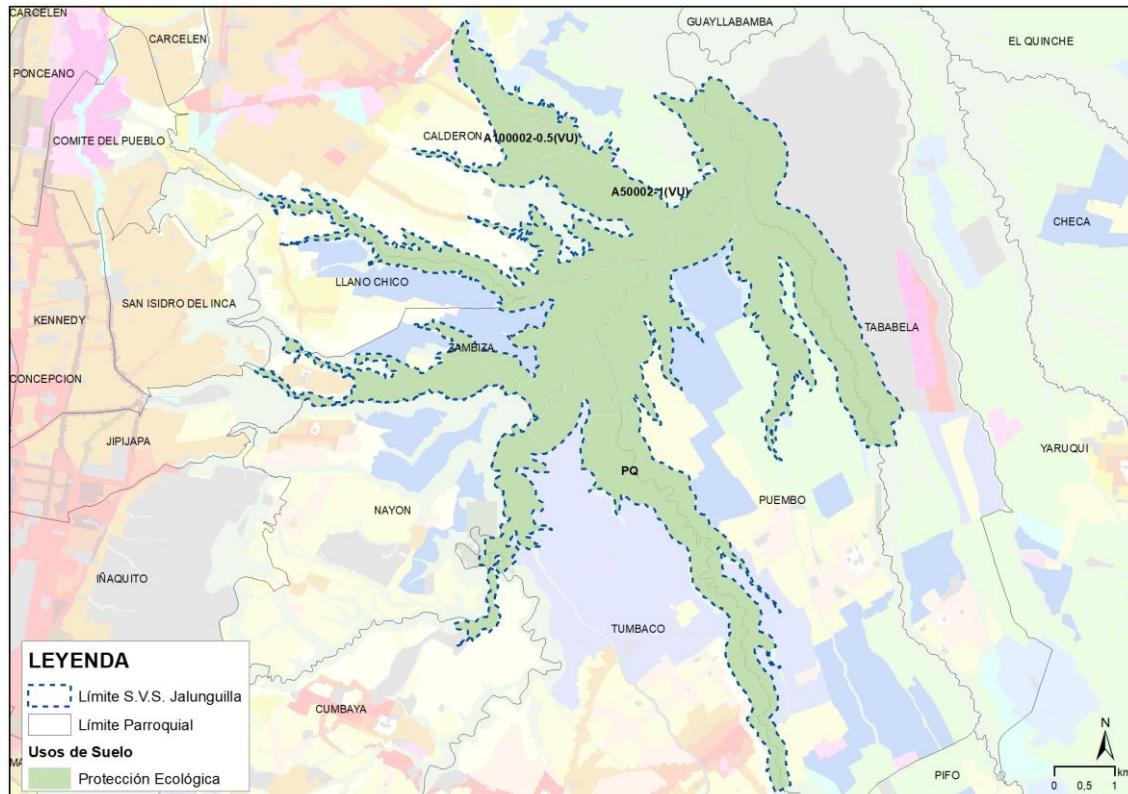 CARCELEN
GUAYLLABAMBA
CARCELEN
EL QUINCHE
PONCEANO
CALDERON
A100002-0.5(VU)
COMITE DEL PUEBLO
A50002-1(VU)
CHECA
LLANO CHICO
SAN ISIDRO DEL INCA
KENNEDY
TABABELA
ZAMBIZA
CONCEPCION
JIPIJAPA
YARUQUI
PQ
PUEMBO
NAYON
IÑAQUITO
TUMBACO
CUMBAYA
PIFO
LEYENDA
Límite S.V.S. Jalunguilla
Límite Parroquial
Usos de Suelo
Protección Ecológica
MA
N
0 0,5 1
km